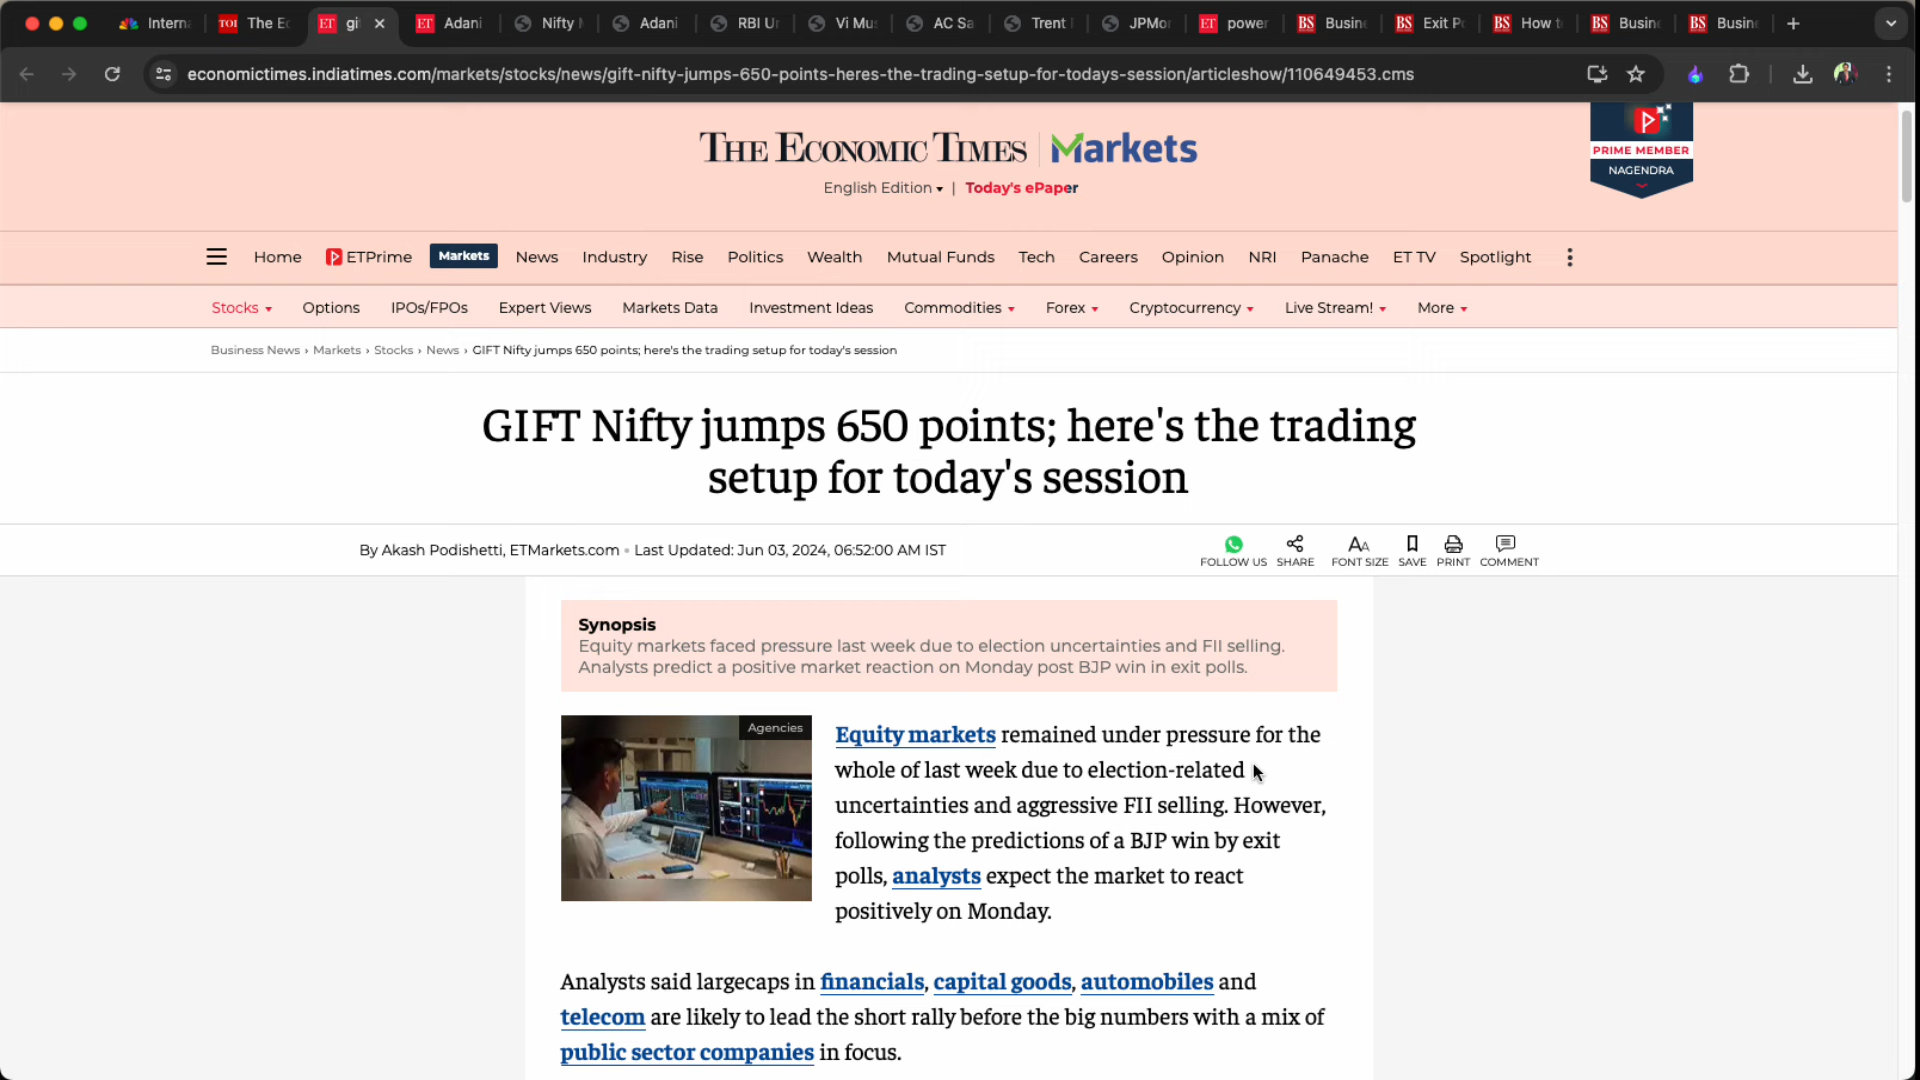 Intern
The Ec
gif
Adani
Nifty
Adani
RBI Ur
Vi Mu
AC Sa
Trent
JPMo
power
Busine
Exit Po
How t
Busin
Busin
economictimes.indiatimes.com/markets/stocks/news/gift-nifty-jumps-650-points-heres-the-trading-setup-for-todays-session/articleshow/110649453.cms
THE ECONOMIC TIMES Markets
English Edition | Today's ePaper
PRIME MEMBER
NAGENDRA
Home ETPrime Markets News Industry Rise Politics Wealth Mutual Funds Tech Careers Opinion NRI Panache ET TV Spotlight
Stocks Options IPOs/FPOs Expert Views Markets Data Investment Ideas Commodities Forex Cryptocurrency Live Stream! More
Business News › Markets › Stocks › News › GIFT Nifty jumps 650 points; here's the trading setup for today's session
GIFT Nifty jumps 650 points; here's the trading
setup for today's session
By Akash Podishetti, ETMarkets.com • Last Updated: Jun 03, 2024, 06:52:00 AM IST
FOLLOW US SHARE FONT SIZE SAVE PRINT COMMENT
Synopsis
Equity markets faced pressure last week due to election uncertainties and FII selling.
Analysts predict a positive market reaction on Monday post BJP win in exit polls.
Agencies
Equity markets remained under pressure for the
whole of last week due to election-related
uncertainties and aggressive FII selling. However,
following the predictions of a BJP win by exit
polls, analysts expect the market to react
positively on Monday.
Analysts said largecaps in financials, capital goods, automobiles and
telecom are likely to lead the short rally before the big numbers with a mix of
public sector companies in focus.